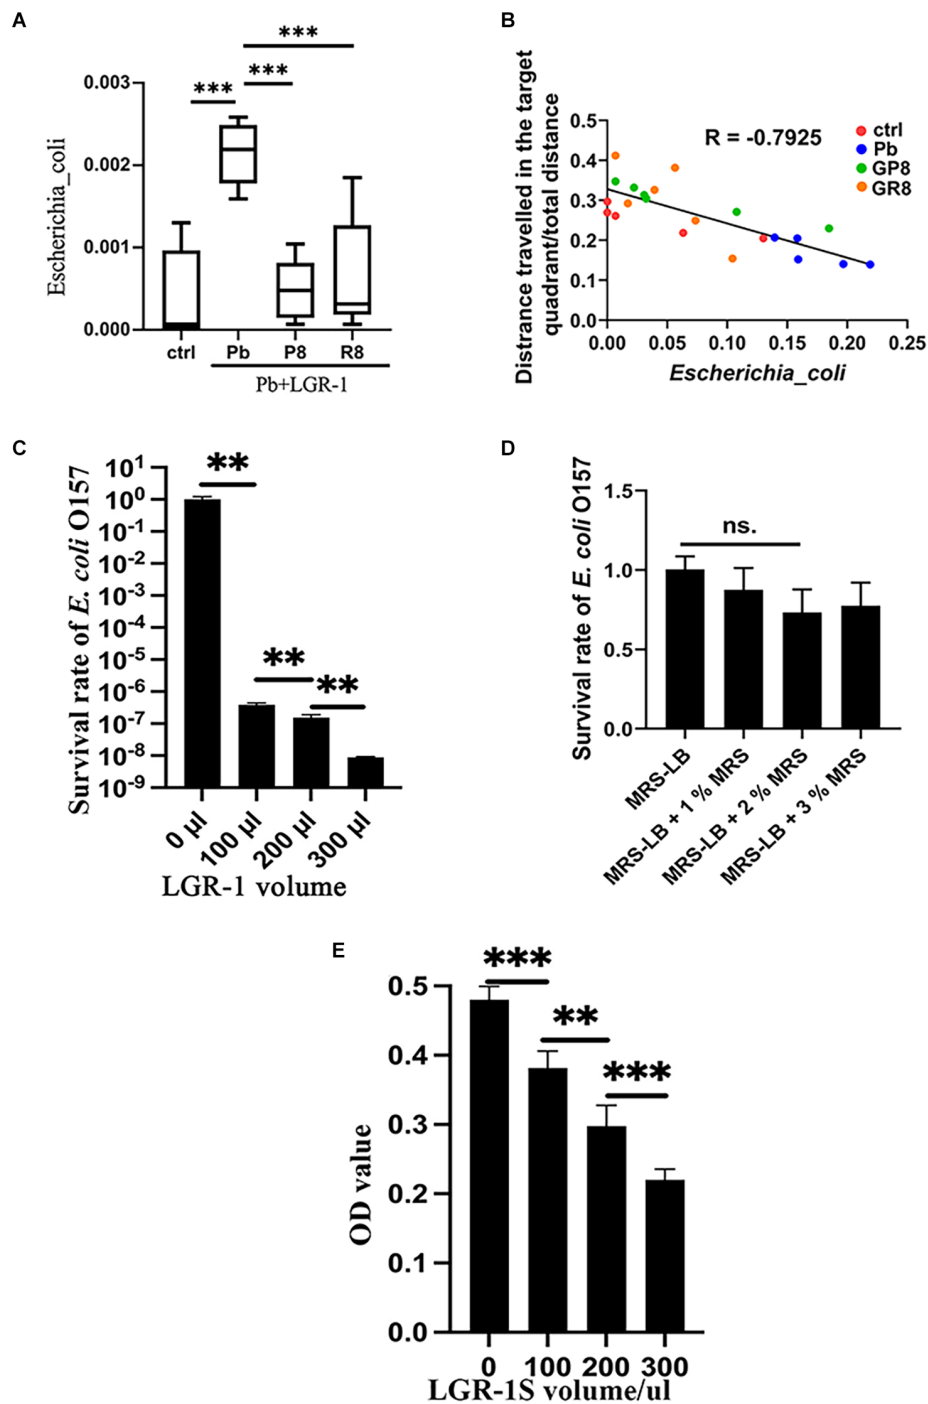 A
***
***
***
0.003
0.002
0.001
0.000
Escherichia_coli
ctrl Pb P8 R8
Pb+LGR-1
B
Distrance travelled in the target
quadrant/total distance
0.5
0.4
0.3
0.2
0.1
0.0
R = -0.7925
ctrl
Pb
GP8
GR8
0.00 0.05 0.10 0.15 0.20 0.25
Escherichia_coli
C
Survival rate of E. coli O157
10¹
10⁰
10⁻¹
10⁻²
10⁻³
10⁻⁴
10⁻⁵
10⁻⁶
10⁻⁷
10⁻⁸
10⁻⁹
**
**
**
0 µl
100 µl
200 µl
300 µl
LGR-1 volume
D
Survival rate of E. coli O157
1.5
1.0
0.5
0.0
ns.
MRS-LB
MRS-LB + 1 % MRS
MRS-LB + 2 % MRS
MRS-LB + 3 % MRS
E
OD value
0.5
0.4
0.3
0.2
0.1
0.0
***
**
***
0 100 200 300
LGR-1S volume/ul